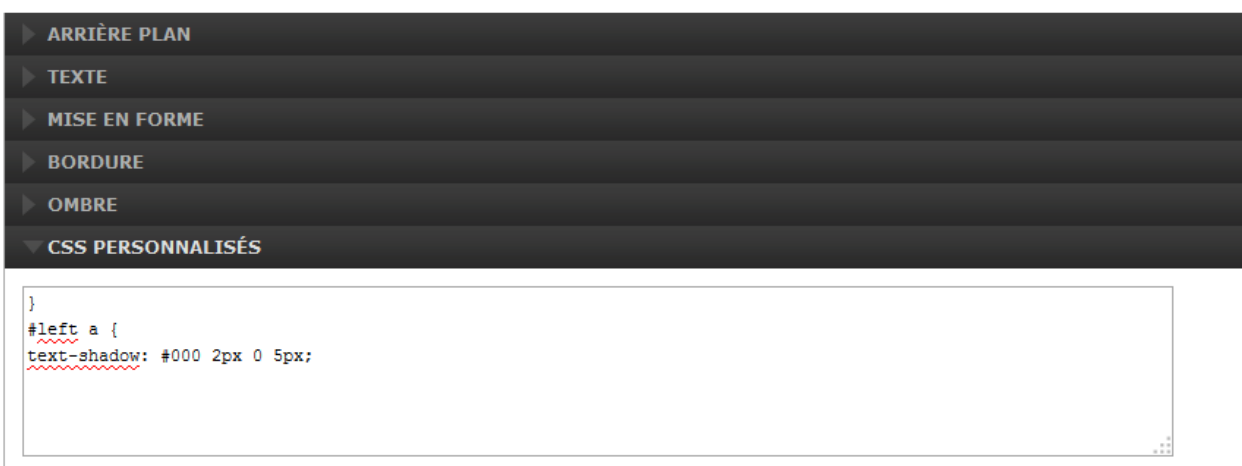 ARRIÈRE PLAN
TEXTE
MISE EN FORME
BORDURE
OMBRE
CSS PERSONNALISÉS
}
#left a {
text-shadow: #000 2px 0 5px;